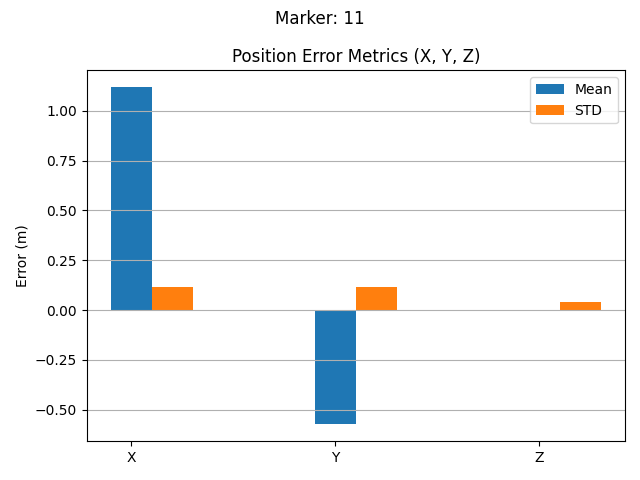 Marker: 11
Position Error Metrics (X, Y, Z)
Mean
STD
Error (m)
1.00
0.75
0.50
0.25
0.00
−0.25
−0.50
X
Y
Z